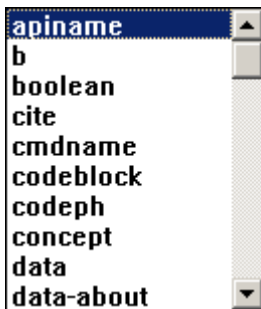 apiname
b
boolean
cite
cmdname
codeblock
codeph
concept
data
data-about